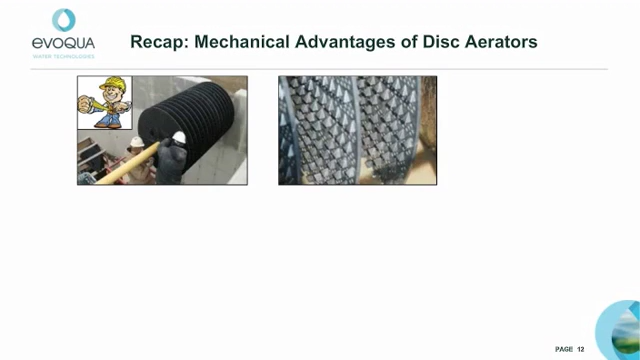 evoqua
WATER TECHNOLOGIES
Recap: Mechanical Advantages of Disc Aerators
PAGE 12